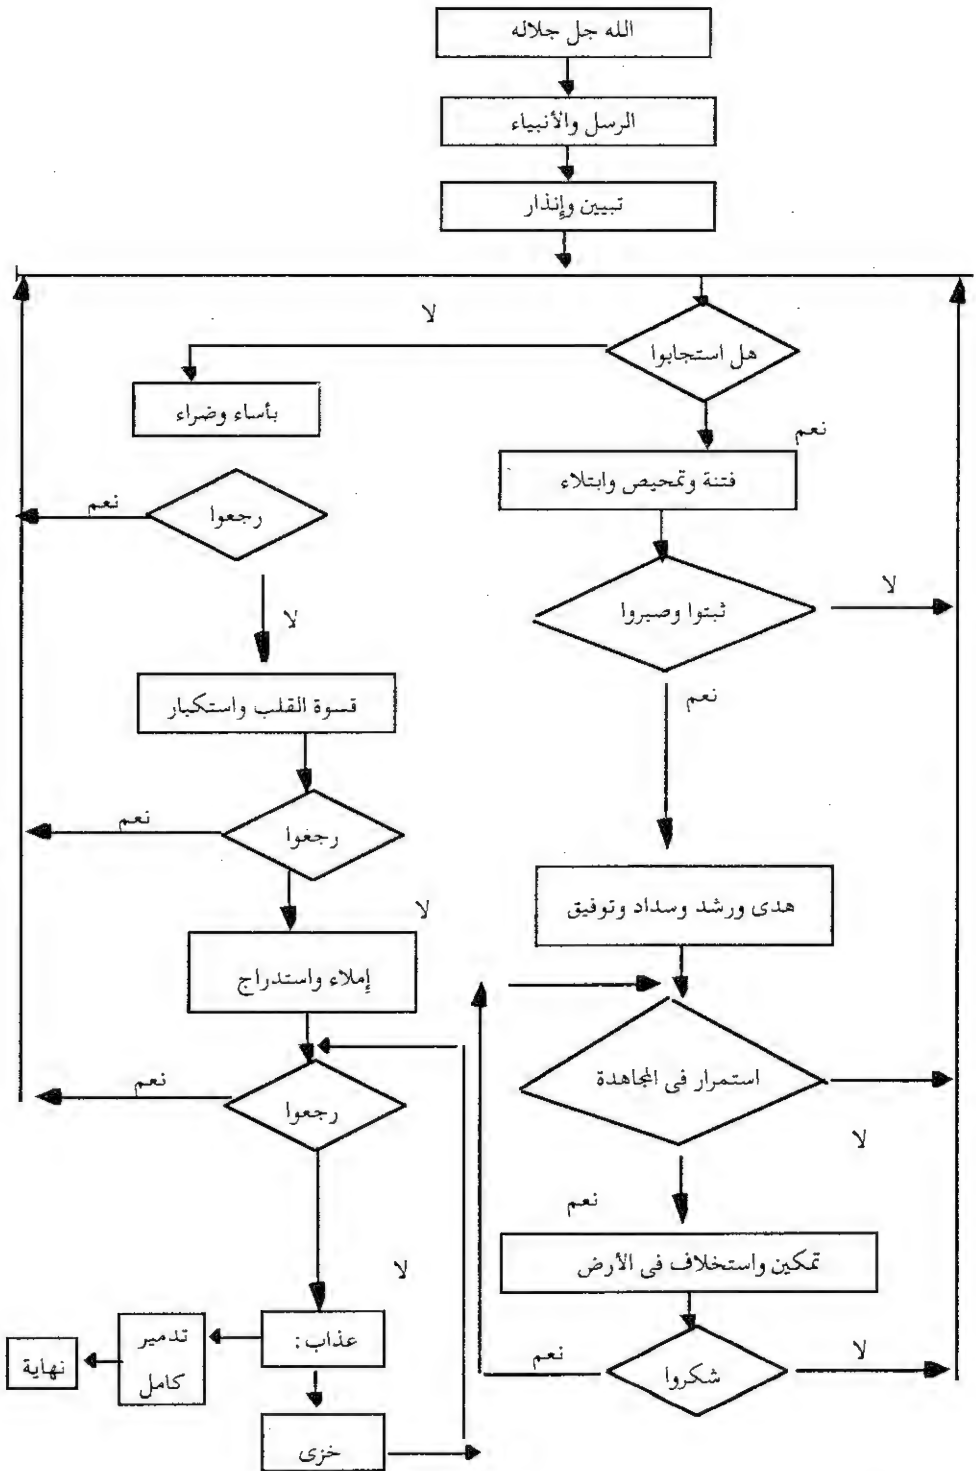 الله جل جلاله
الرسل والأنبياء
تبيين وإنذار
هل استجابوا
لا
بأساء وضراء
نعم
فتنة وتمحيص وابتلاء
رجعوا
نعم
لا
ثبتوا وصبروا
لا
نعم
قسوة القلب واستكبار
رجعوا
نعم
لا
هدى ورشد وسداد وتوفيق
إملاء واستدراج
استمرار فى المجاهدة
لا
نعم
رجعوا
نعم
لا
تمكين واستخلاف فى الأرض
شكروا
لا
نعم
عذاب :
تدمير
كامل
نهاية
خزى